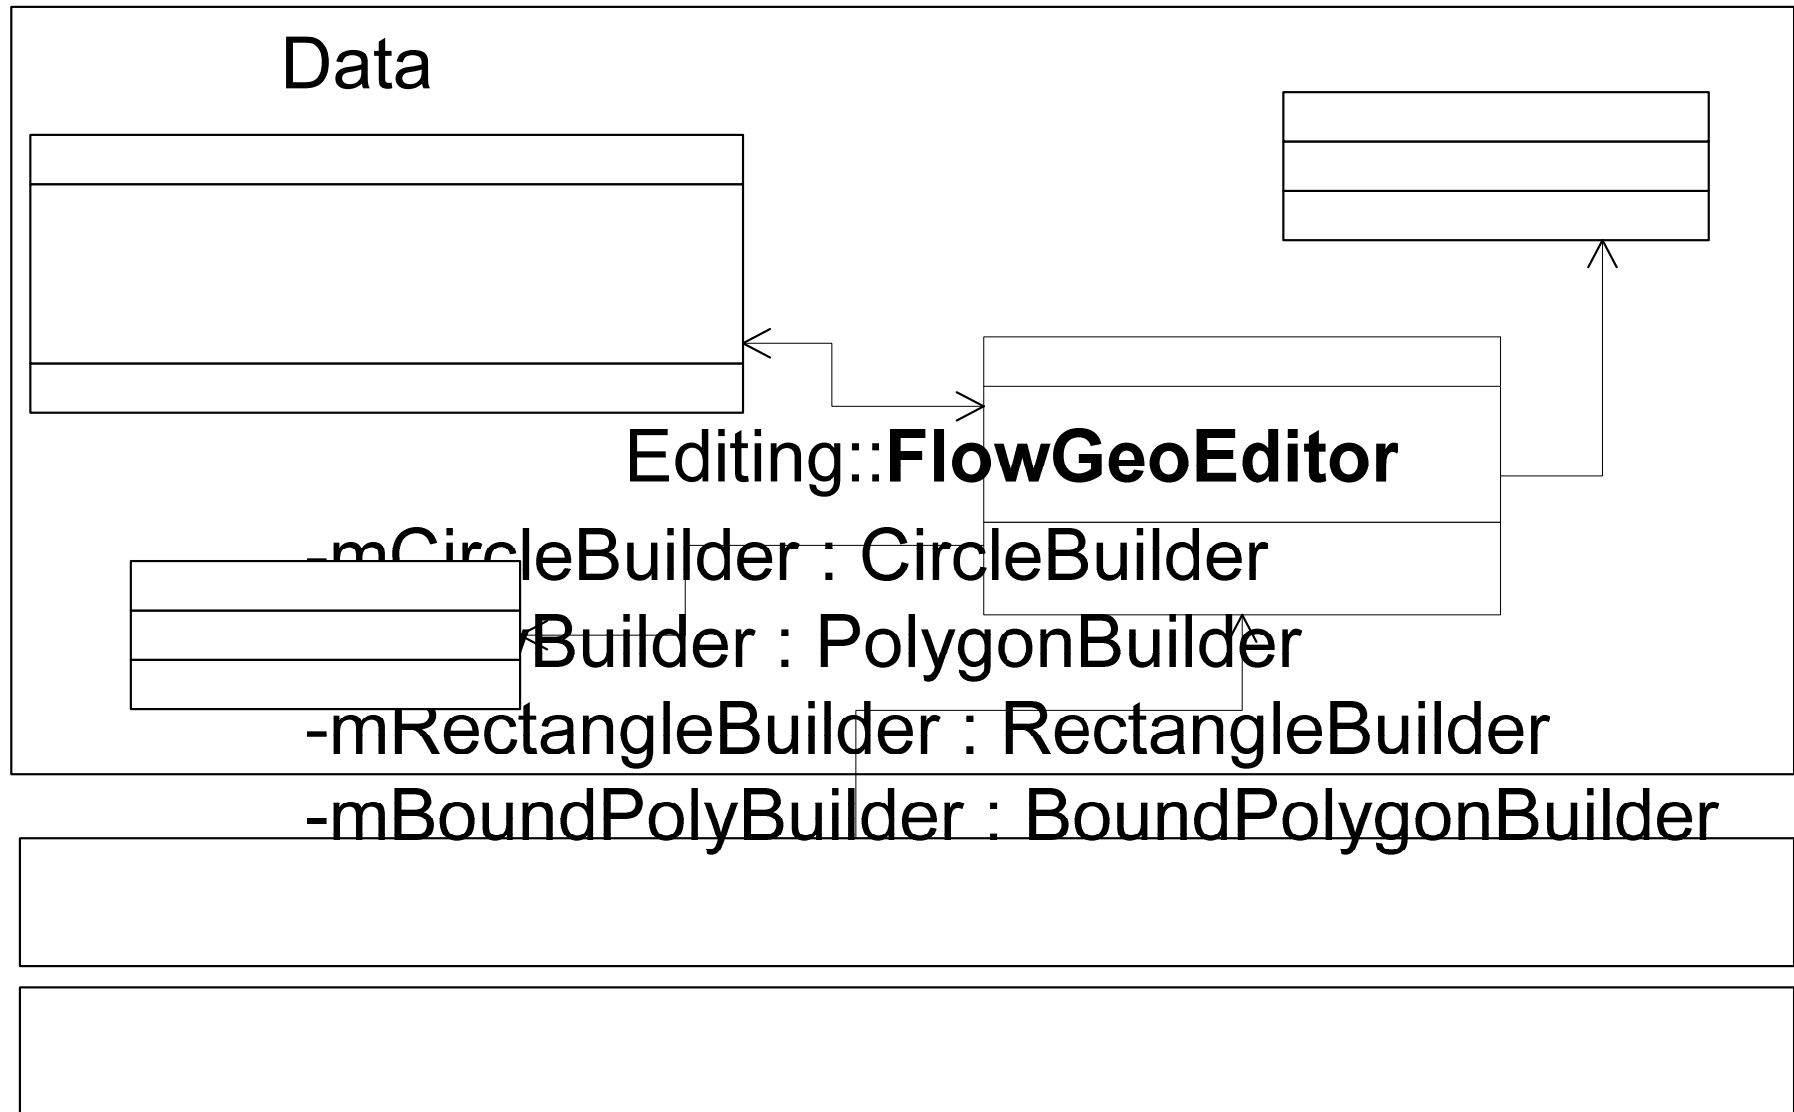 Data
Editing::FlowGeoEditor
-mCircleBuilder : CircleBuilder
Builder : PolygonBuilder
-mRectangleBuilder : RectangleBuilder
-mBoundPolyBuilder : BoundPolygonBuilder